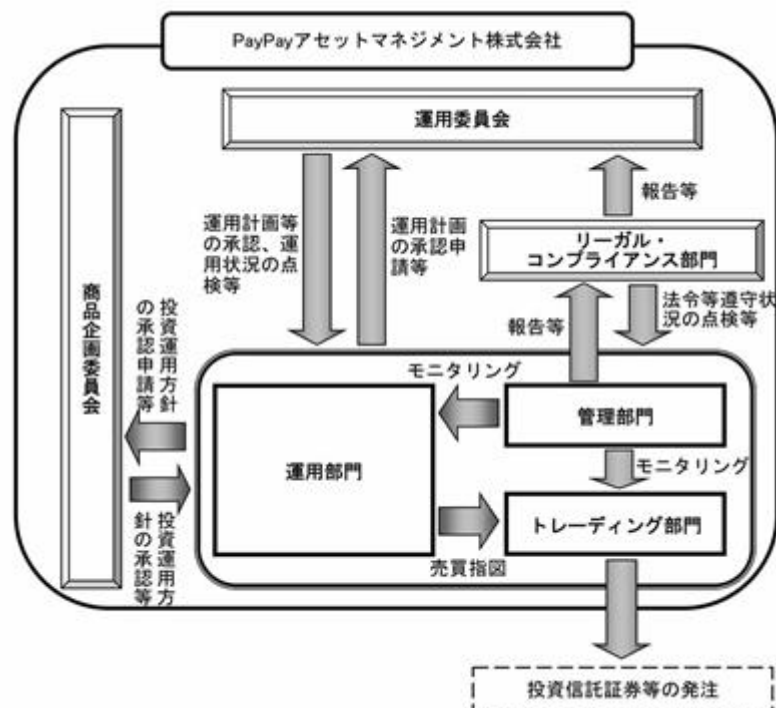 PayPayアセットマネジメント株式会社
運用委員会
運用計画等
の承認、運
用状況の点
検等
運用計画
の承認申
請等
報告等
リーガル・
コンプライアンス部門
報告等
法令等遵守状
況の点検等
商品企画委員会
投資運用方針
の承認申請等
投資運用方
針の承認等
モニタリング
管理部門
運用部門
モニタリング
トレーディング部門
売買指図
投資信託証券等の発注